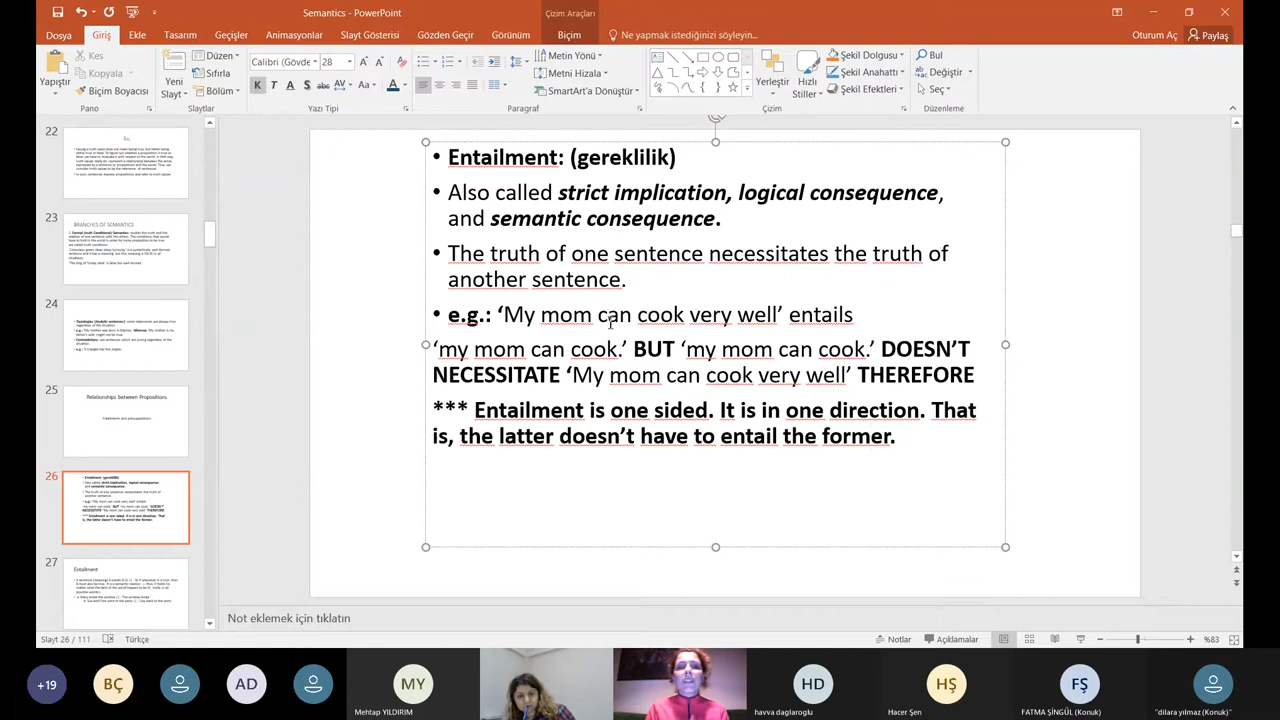 Semantics - PowerPoint
Çizim Araçları
Dosya Giriş Ekle Tasarım Geçişler Animasyonlar Slayt Gösterisi Gözden Geçir Görünüm Biçim Ne yapmak istediğinizi söyleyin... Oturum Aç Paylaş
Yapıştır
Kes
Kopyala
Biçim Boyacısı
Pano
Yeni
Slayt
Düzen
Sıfırla
Bölüm
Slaytlar
Calibri (Gövde 28
K T A S abc AV Aa A
Yazı Tipi
Metin Yönü
Metni Hizala
SmartArt'a Dönüştür
Paragraf
Yerleştir
Hızlı
Stiller
Şekil Dolgusu
Şekil Anahattı
Şekil Efektleri
Çizim
Bul
Değiştir
Seç
Düzenleme
22
So,
23
BRANCHES OF SEMANTICS
24
25
Relationships between Propositions
26
27
Entailment
• Entailment: (gereklilik)
• Also called strict implication, logical consequence,
and semantic consequence.
• The truth of one sentence necessitates the truth of
another sentence.
• e.g.: ‘My mom can cook very well’ entails
‘my mom can cook.’ BUT ‘my mom can cook.’ DOESN’T
NECESSITATE ‘My mom can cook very well’ THEREFORE
*** Entailment is one sided. It is in one direction. That
is, the latter doesn’t have to entail the former.
Not eklemek için tıklatın
Slayt 26 / 111 Türkçe Notlar Açıklamalar %83
+19 BÇ AD MY HD HŞ FŞ
Mehtap YILDIRIM havva daglaroglu Hacer Şen FATMA ŞİNGÜL (Konuk) "dilara yılmaz (Konuk)